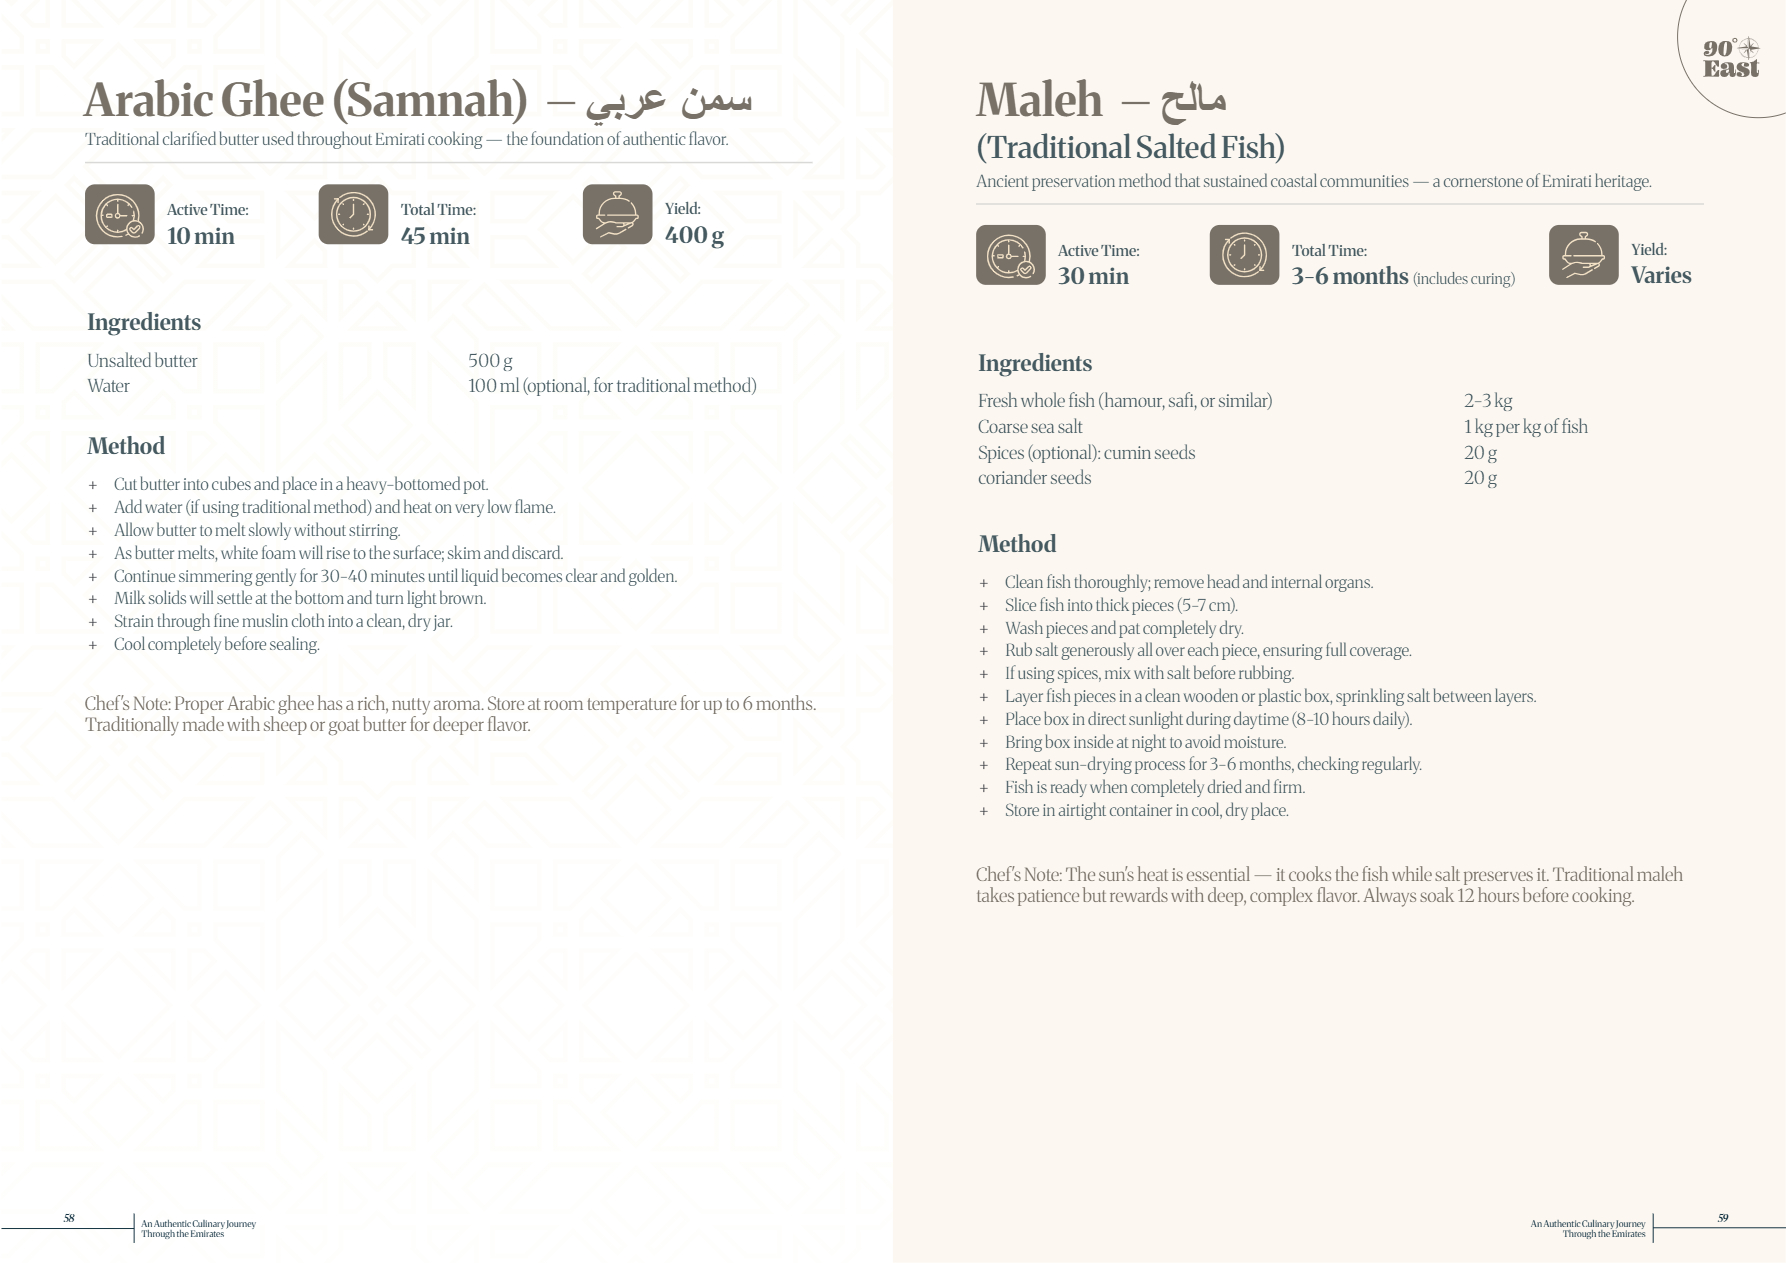 Arabic Ghee (Samnah) — سمن عربي
Traditional clarified butter used throughout Emirati cooking — the foundation of authentic flavor.
Active Time:
10 min
Total Time:
45 min
Yield:
400 g
Ingredients
Unsalted butter 500 g
Water 100 ml (optional, for traditional method)
Method
+ Cut butter into cubes and place in a heavy-bottomed pot.
+ Add water (if using traditional method) and heat on very low flame.
+ Allow butter to melt slowly without stirring.
+ As butter melts, white foam will rise to the surface; skim and discard.
+ Continue simmering gently for 30-40 minutes until liquid becomes clear and golden.
+ Milk solids will settle at the bottom and turn light brown.
+ Strain through fine muslin cloth into a clean, dry jar.
+ Cool completely before sealing.
Chef's Note: Proper Arabic ghee has a rich, nutty aroma. Store at room temperature for up to 6 months.
Traditionally made with sheep or goat butter for deeper flavor.
58
An Authentic Culinary Journey
Through the Emirates
90°
East
Maleh — مالح
(Traditional Salted Fish)
Ancient preservation method that sustained coastal communities — a cornerstone of Emirati heritage.
Active Time:
30 min
Total Time:
3-6 months (includes curing)
Yield:
Varies
Ingredients
Fresh whole fish (hamour, safi, or similar) 2-3 kg
Coarse sea salt 1 kg per kg of fish
Spices (optional): cumin seeds 20 g
coriander seeds 20 g
Method
+ Clean fish thoroughly; remove head and internal organs.
+ Slice fish into thick pieces (5-7 cm).
+ Wash pieces and pat completely dry.
+ Rub salt generously all over each piece, ensuring full coverage.
+ If using spices, mix with salt before rubbing.
+ Layer fish pieces in a clean wooden or plastic box, sprinkling salt between layers.
+ Place box in direct sunlight during daytime (8-10 hours daily).
+ Bring box inside at night to avoid moisture.
+ Repeat sun-drying process for 3-6 months, checking regularly.
+ Fish is ready when completely dried and firm.
+ Store in airtight container in cool, dry place.
Chef's Note: The sun's heat is essential — it cooks the fish while salt preserves it. Traditional maleh
takes patience but rewards with deep, complex flavor. Always soak 12 hours before cooking.
An Authentic Culinary Journey
Through the Emirates
59